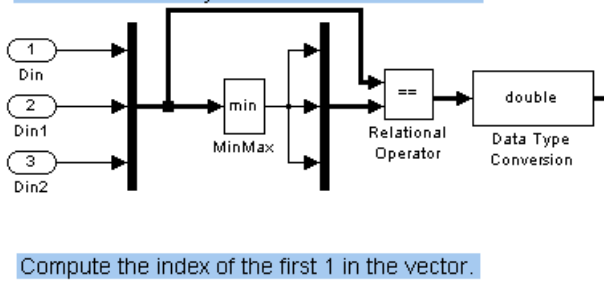 1
Din
2
Din1
3
Din2
min
MinMax
==
Relational
Operator
double
Data Type
Conversion
Compute the index of the first 1 in the vector.